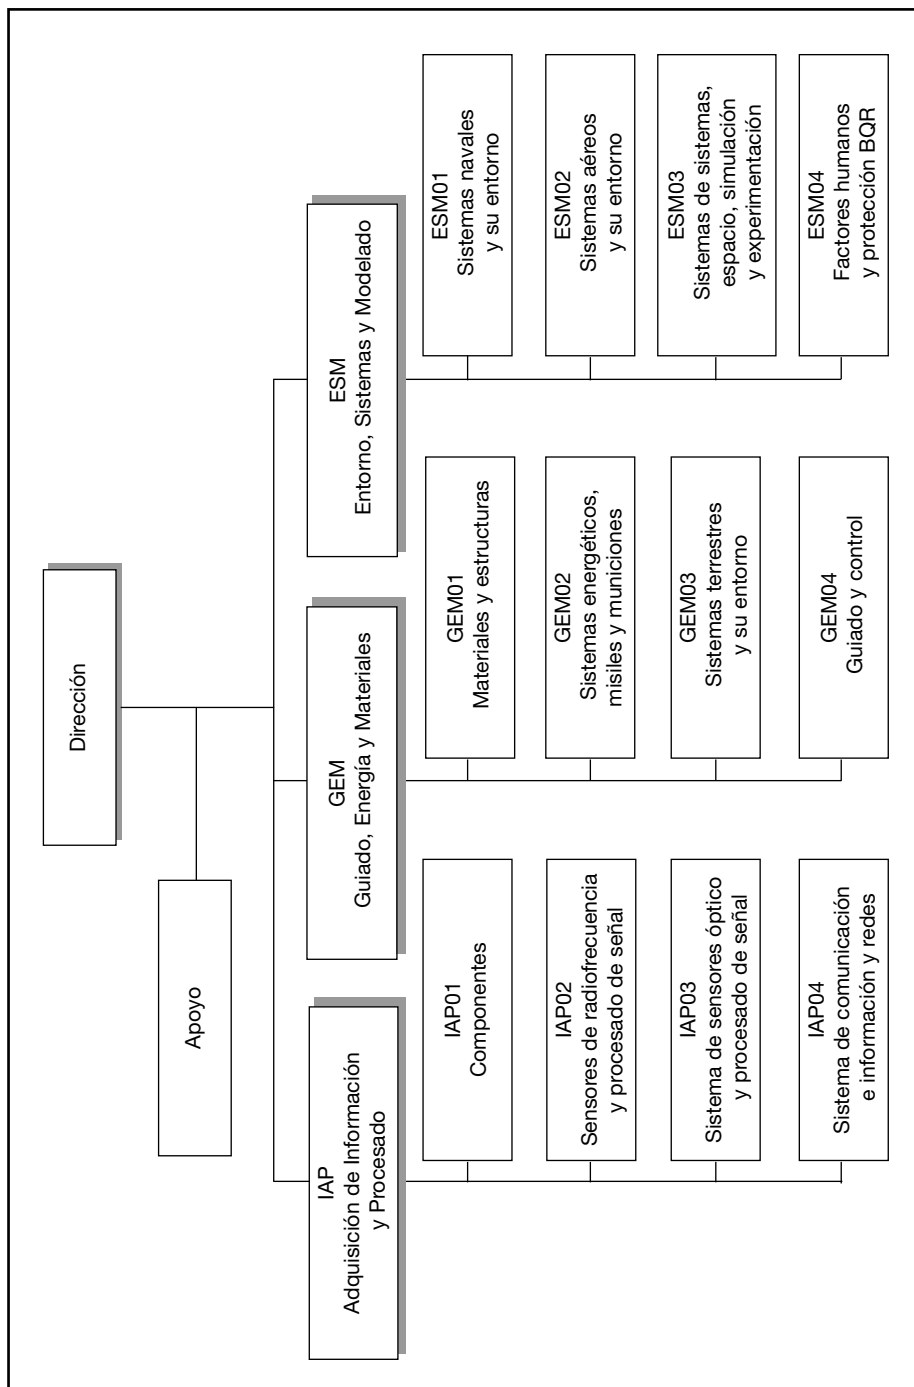 Dirección
Apoyo
IAP
Adquisición de Información
y Procesado
GEM
Guiado, Energía y Materiales
ESM
Entorno, Sistemas y Modelado
IAP01
Componentes
IAP02
Sensores de radiofrecuencia
y procesado de señal
IAP03
Sistema de sensores óptico
y procesado de señal
IAP04
Sistema de comunicación
e información y redes
GEM01
Materiales y estructuras
GEM02
Sistemas energéticos,
misiles y municiones
GEM03
Sistemas terrestres
y su entorno
GEM04
Guiado y control
ESM01
Sistemas navales
y su entorno
ESM02
Sistemas aéreos
y su entorno
ESM03
Sistemas de sistemas,
espacio, simulación
y experimentación
ESM04
Factores humanos
y protección BQR